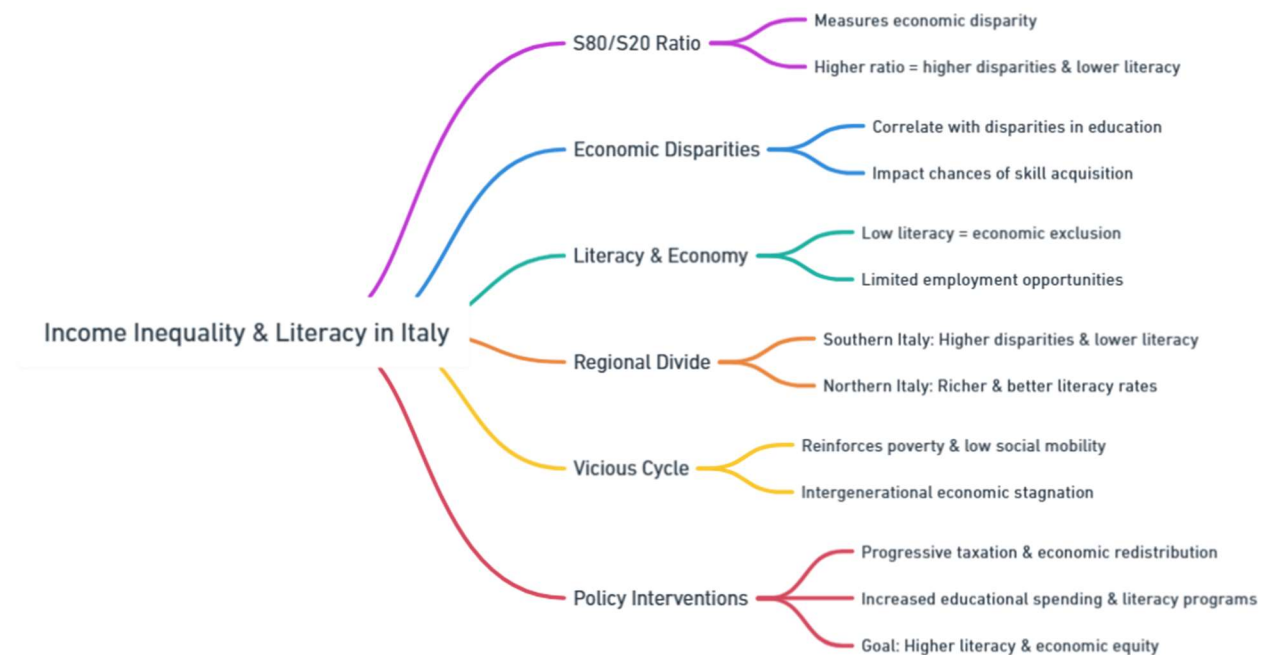 Income Inequality & Literacy in Italy
S80/S20 Ratio
Measures economic disparity
Higher ratio = higher disparities & lower literacy
Economic Disparities
Correlate with disparities in education
Impact chances of skill acquisition
Literacy & Economy
Low literacy = economic exclusion
Limited employment opportunities
Regional Divide
Southern Italy: Higher disparities & lower literacy
Northern Italy: Richer & better literacy rates
Vicious Cycle
Reinforces poverty & low social mobility
Intergenerational economic stagnation
Policy Interventions
Progressive taxation & economic redistribution
Increased educational spending & literacy programs
Goal: Higher literacy & economic equity